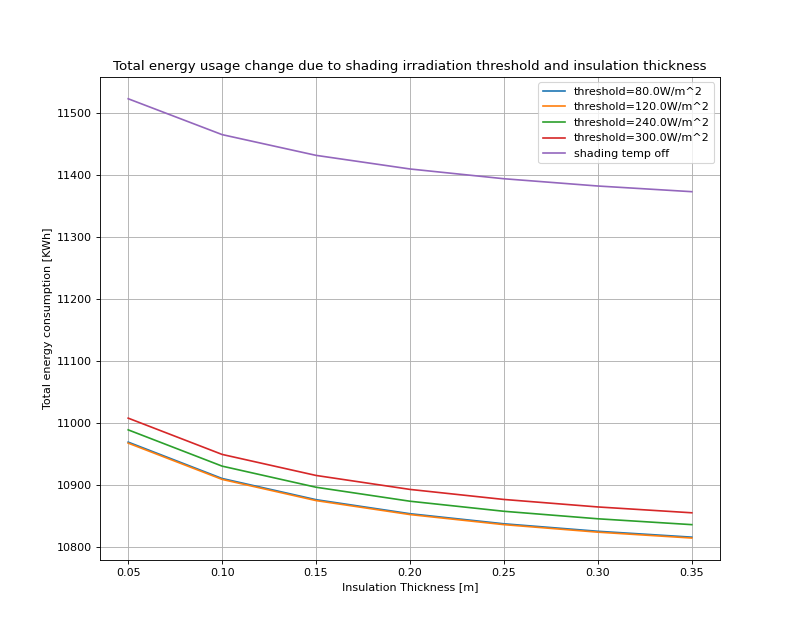 Total energy usage change due to shading irradiation threshold and insulation thickness
threshold=80.0W/m^2
threshold=120.0W/m^2
threshold=240.0W/m^2
threshold=300.0W/m^2
shading temp off
Total energy consumption [KWh]
11500
11400
11300
11200
11100
11000
10900
10800
0.05 0.10 0.15 0.20 0.25 0.30 0.35
Insulation Thickness [m]